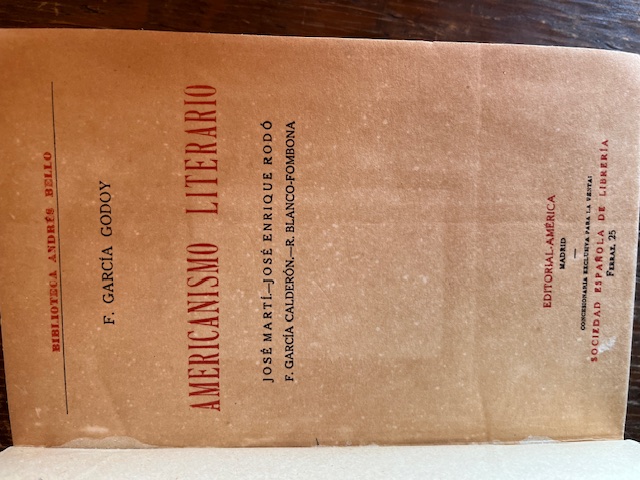 BIBLIOTECA ANDRÉS BELLO
F. GARCÍA GODOY
AMERICANISMO LITERARIO
JOSÉ MARTÍ.—JOSÉ ENRIQUE RODÓ
F. GARCÍA CALDERÓN.—R. BLANCO-FOMBONA
EDITORIAL-AMÉRICA
MADRID
CONCESIONARIA EXCLUSIVA PARA LA VENTA:
SOCIEDAD ESPAÑOLA DE LIBRERÍA
FERRAZ, 25